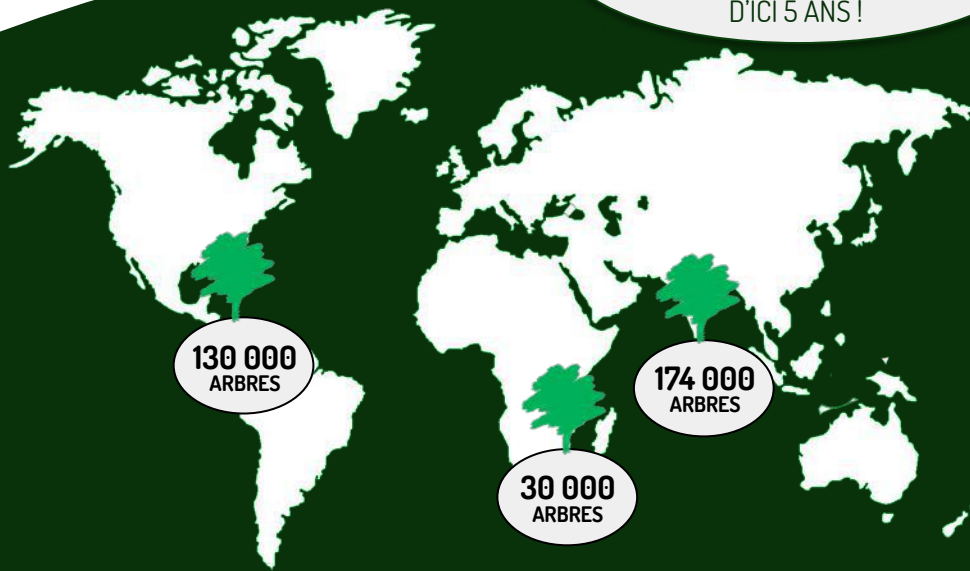 D'ICI 5 ANS !
130 000
ARBRES
174 000
ARBRES
30 000
ARBRES